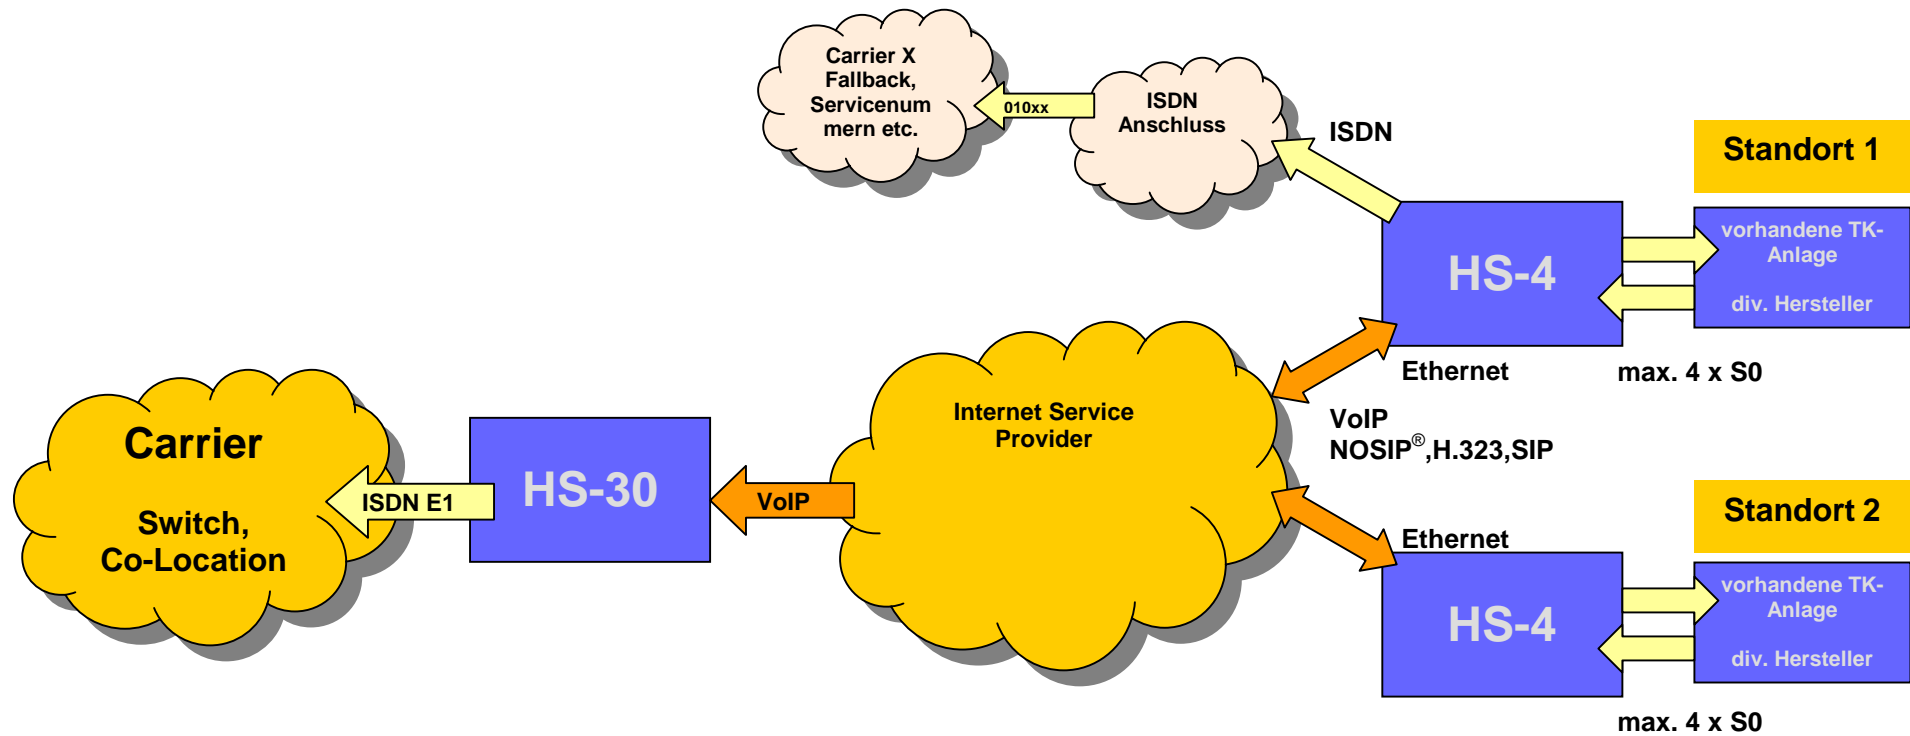 Carrier X
Fallback,
Servicenum
mern etc.
010xx
ISDN
Anschluss
ISDN
Standort 1
HS-4
vorhandene TK-
Anlage
div. Hersteller
Ethernet
max. 4 x S0
Internet Service
Provider
VoIP
NOSIP®,H.323,SIP
Carrier
Switch,
Co-Location
ISDN E1
HS-30
VoIP
Standort 2
Ethernet
HS-4
vorhandene TK-
Anlage
div. Hersteller
max. 4 x S0